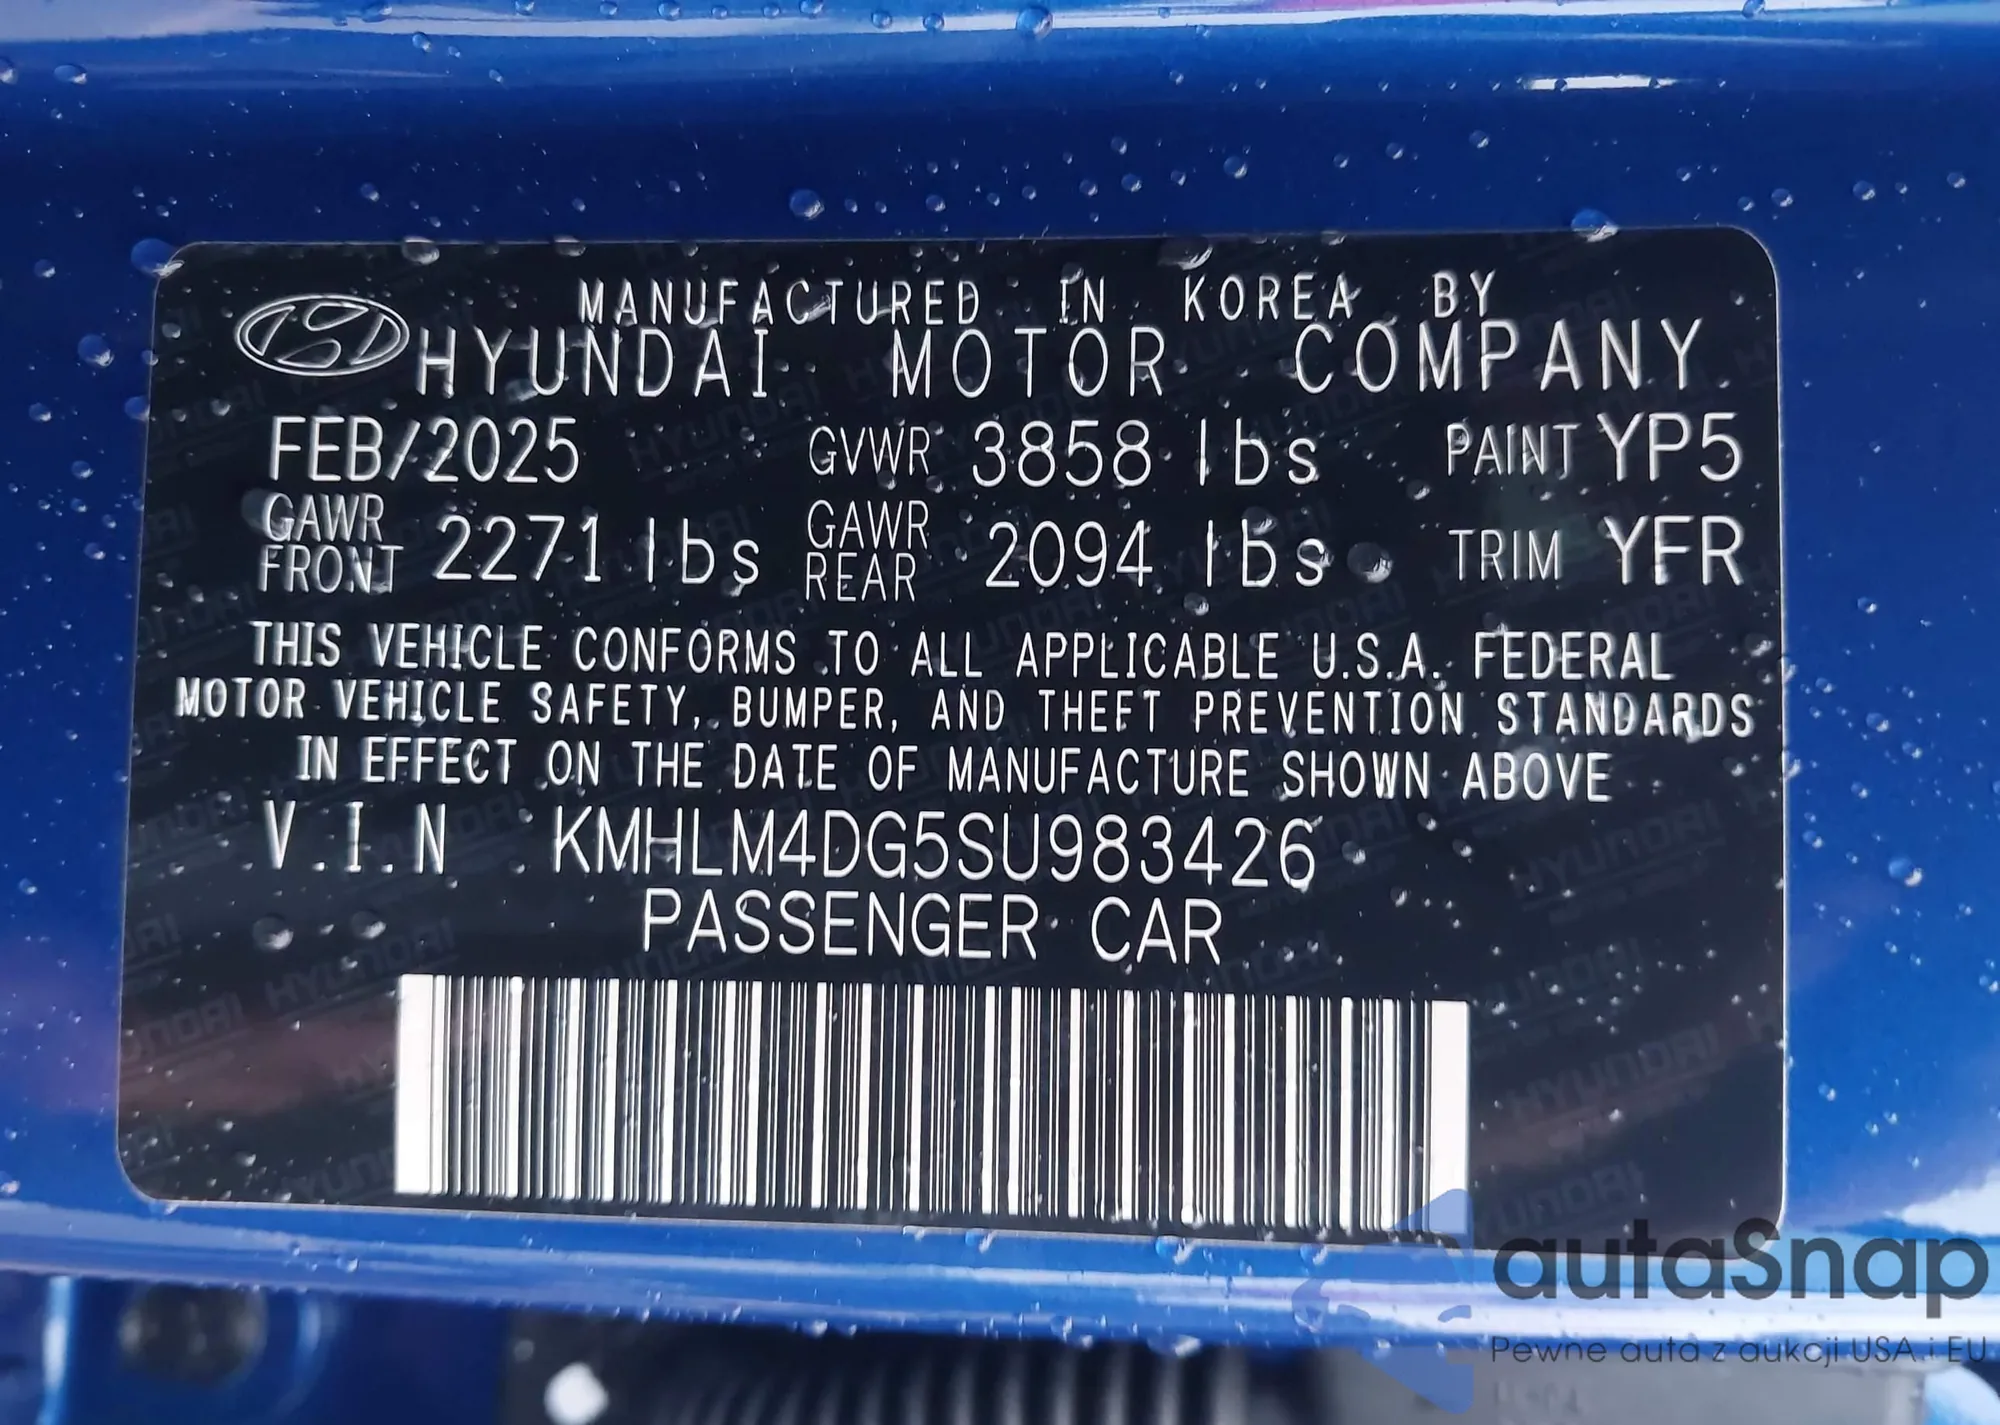 MANUFACTURED IN KOREA BY
HYUNDAI MOTOR COMPANY
FEB/2025 GVWR 3858 lbs PAINT YP5
GAWR FRONT 2271 lbs GAWR REAR 2094 lbs TRIM YFR
THIS VEHICLE CONFORMS TO ALL APPLICABLE U.S.A. FEDERAL
MOTOR VEHICLE SAFETY, BUMPER, AND THEFT PREVENTION STANDARDS
IN EFFECT ON THE DATE OF MANUFACTURE SHOWN ABOVE
V.I.N KMHLM4DG5SU983426
PASSENGER CAR
autaSnap
Pewne auta z aukcji USA i EU